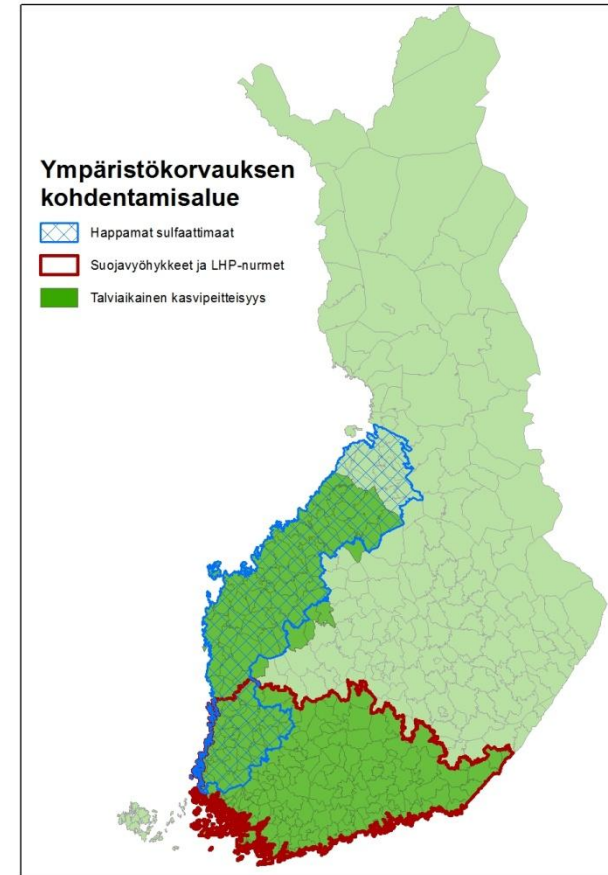 Ympäristökorvauksen
kohdentamisalue
Happamat sulfaattimaat
Suojavyöhykkeet ja LHP-nurmet
Talviaikainen kasvipeitteisyys